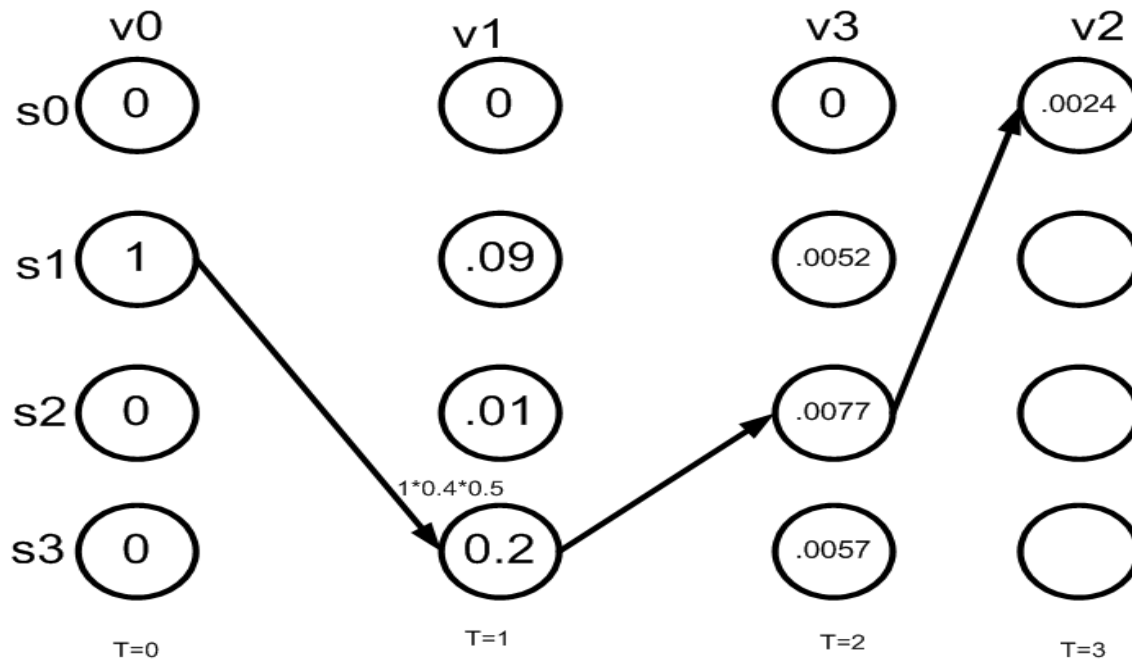 v0 v1 v3 v2
s0 0 0 0 .0024
s1 1 .09 .0052
s2 0 .01 .0077
1*0.4*0.5
s3 0 0.2 .0057
T=0 T=1 T=2 T=3